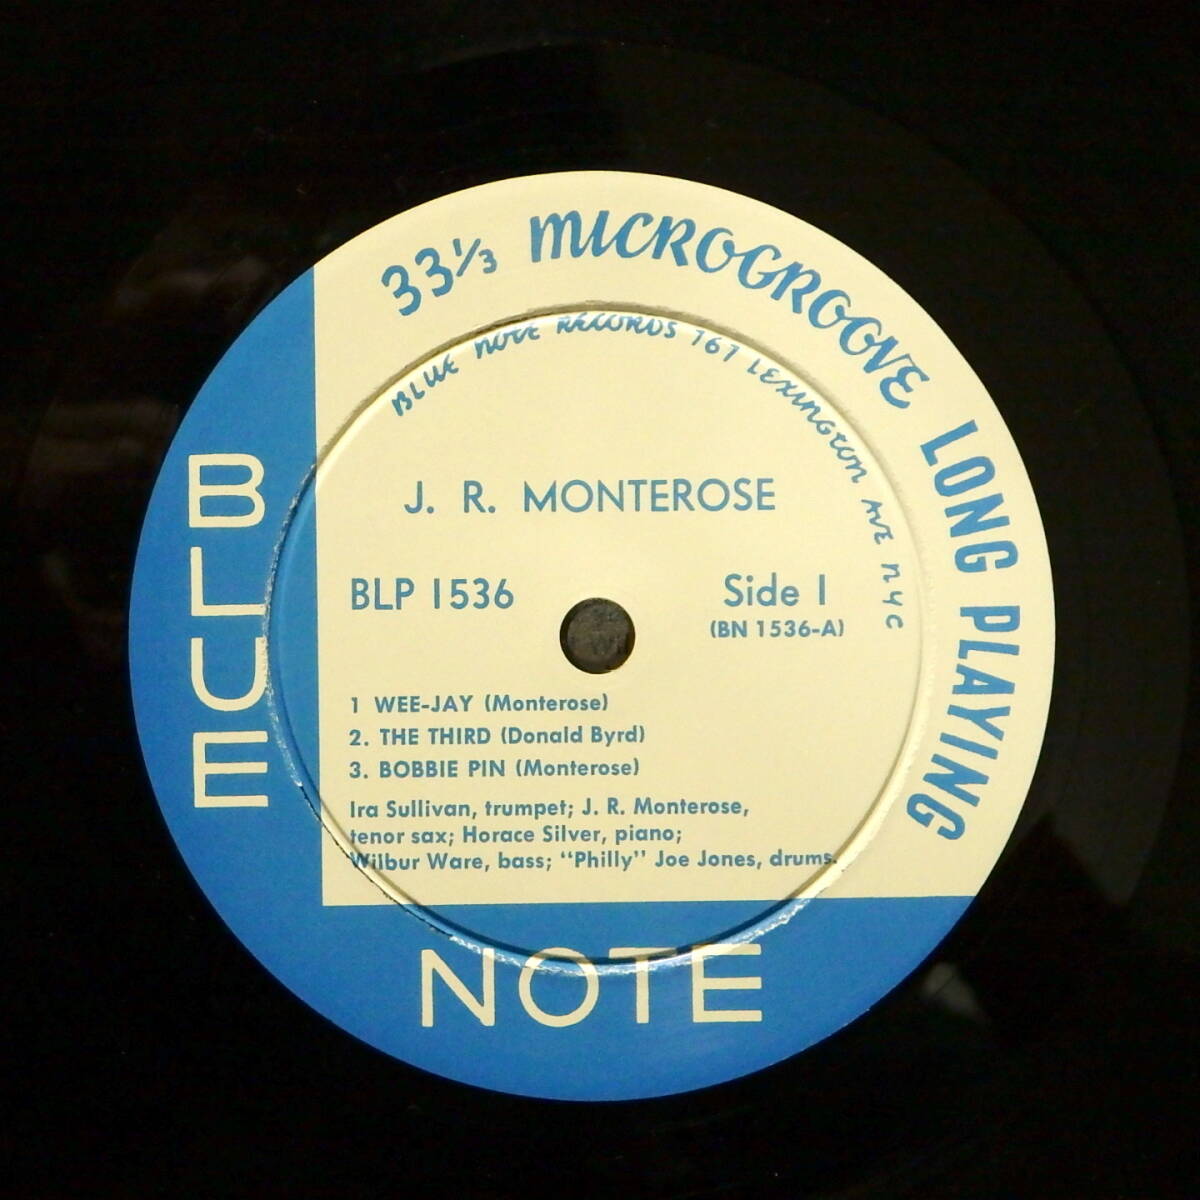 33 1/3 MICROGROOVE LONG PLAYING
BLUE NOTE RECORDS 767 LEXINGTON AVE NYC
J. R. MONTEROSE
BLP 1536
Side 1
(BN 1536-A)
1 WEE-JAY (Monterose)
2. THE THIRD (Donald Byrd)
3. BOBBIE PIN (Monterose)
Ira Sullivan, trumpet; J. R. Monterose,
tenor sax; Horace Silver, piano;
Wilbur Ware, bass; “Philly” Joe Jones, drums.
BLUE
NOTE